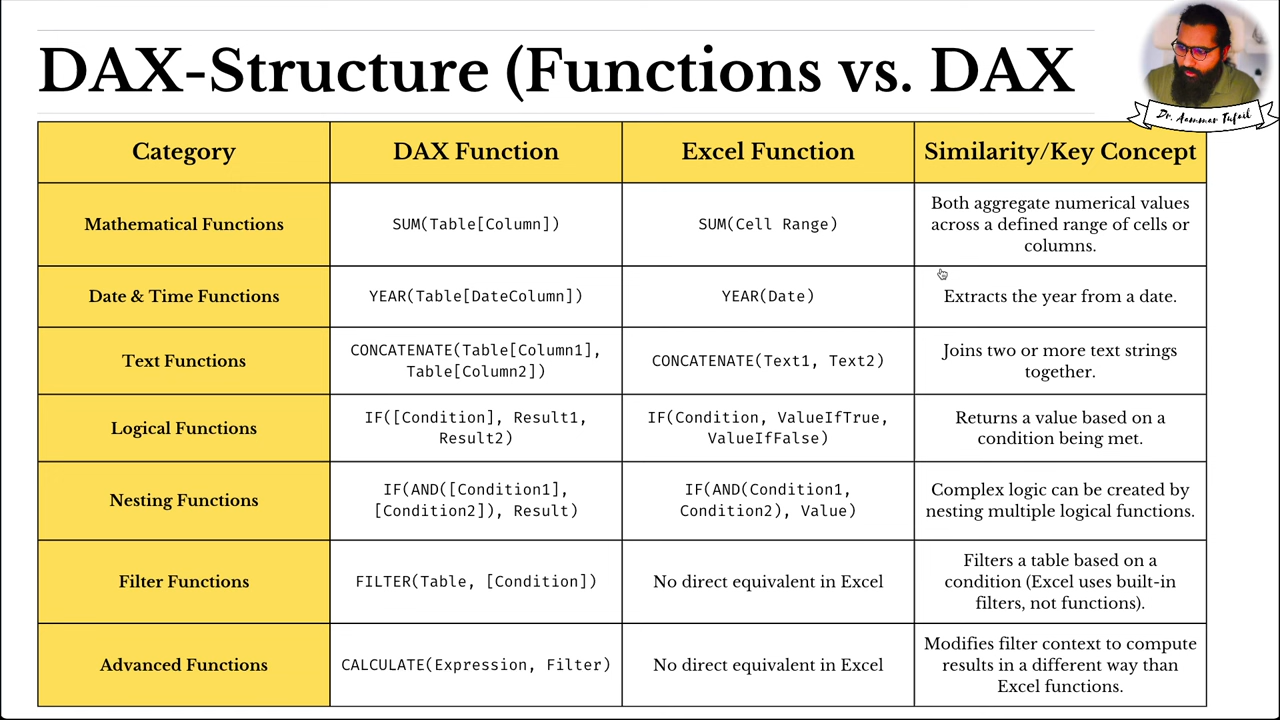 DAX-Structure (Functions vs. DAX
Dr. Aammar Tufail
Category
DAX Function
Excel Function
Similarity/Key Concept
Mathematical Functions
SUM(Table[Column])
SUM(Cell Range)
Both aggregate numerical values
across a defined range of cells or
columns.
Date & Time Functions
YEAR(Table[DateColumn])
YEAR(Date)
Extracts the year from a date.
Text Functions
CONCATENATE(Table[Column1],
Table[Column2])
CONCATENATE(Text1, Text2)
Joins two or more text strings
together.
Logical Functions
IF([Condition], Result1,
Result2)
IF(Condition, ValueIfTrue,
ValueIfFalse)
Returns a value based on a
condition being met.
Nesting Functions
IF(AND([Condition1],
[Condition2]), Result)
IF(AND(Condition1,
Condition2), Value)
Complex logic can be created by
nesting multiple logical functions.
Filter Functions
FILTER(Table, [Condition])
No direct equivalent in Excel
Filters a table based on a
condition (Excel uses built-in
filters, not functions).
Advanced Functions
CALCULATE(Expression, Filter)
No direct equivalent in Excel
Modifies filter context to compute
results in a different way than
Excel functions.